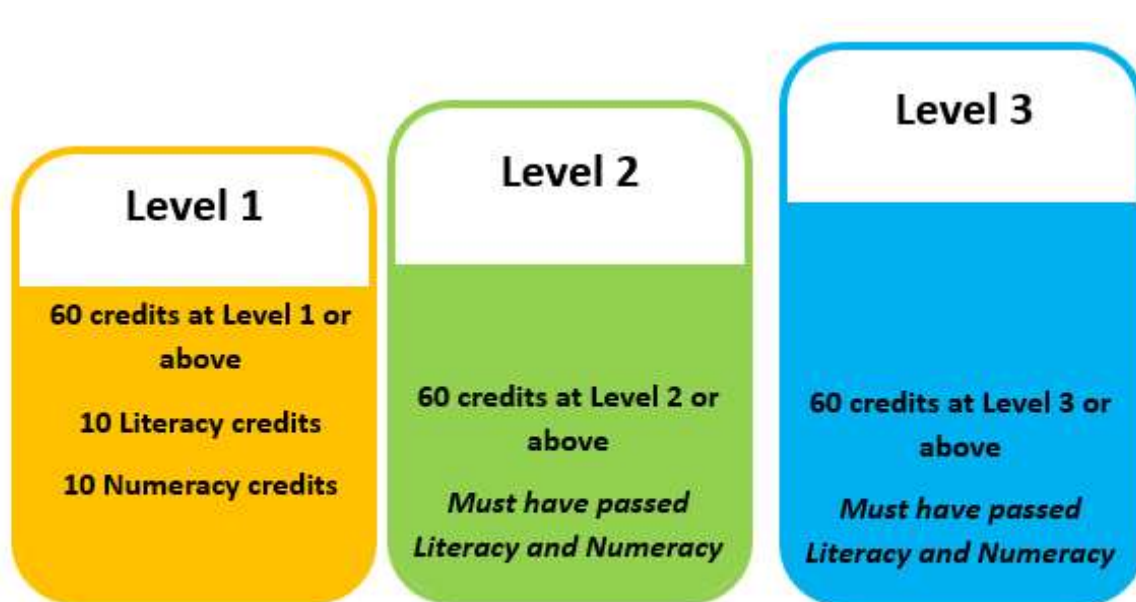 Level 1
60 credits at Level 1 or
above
10 Literacy credits
10 Numeracy credits
Level 2
60 credits at Level 2 or
above
Must have passed
Literacy and Numeracy
Level 3
60 credits at Level 3 or
above
Must have passed
Literacy and Numeracy